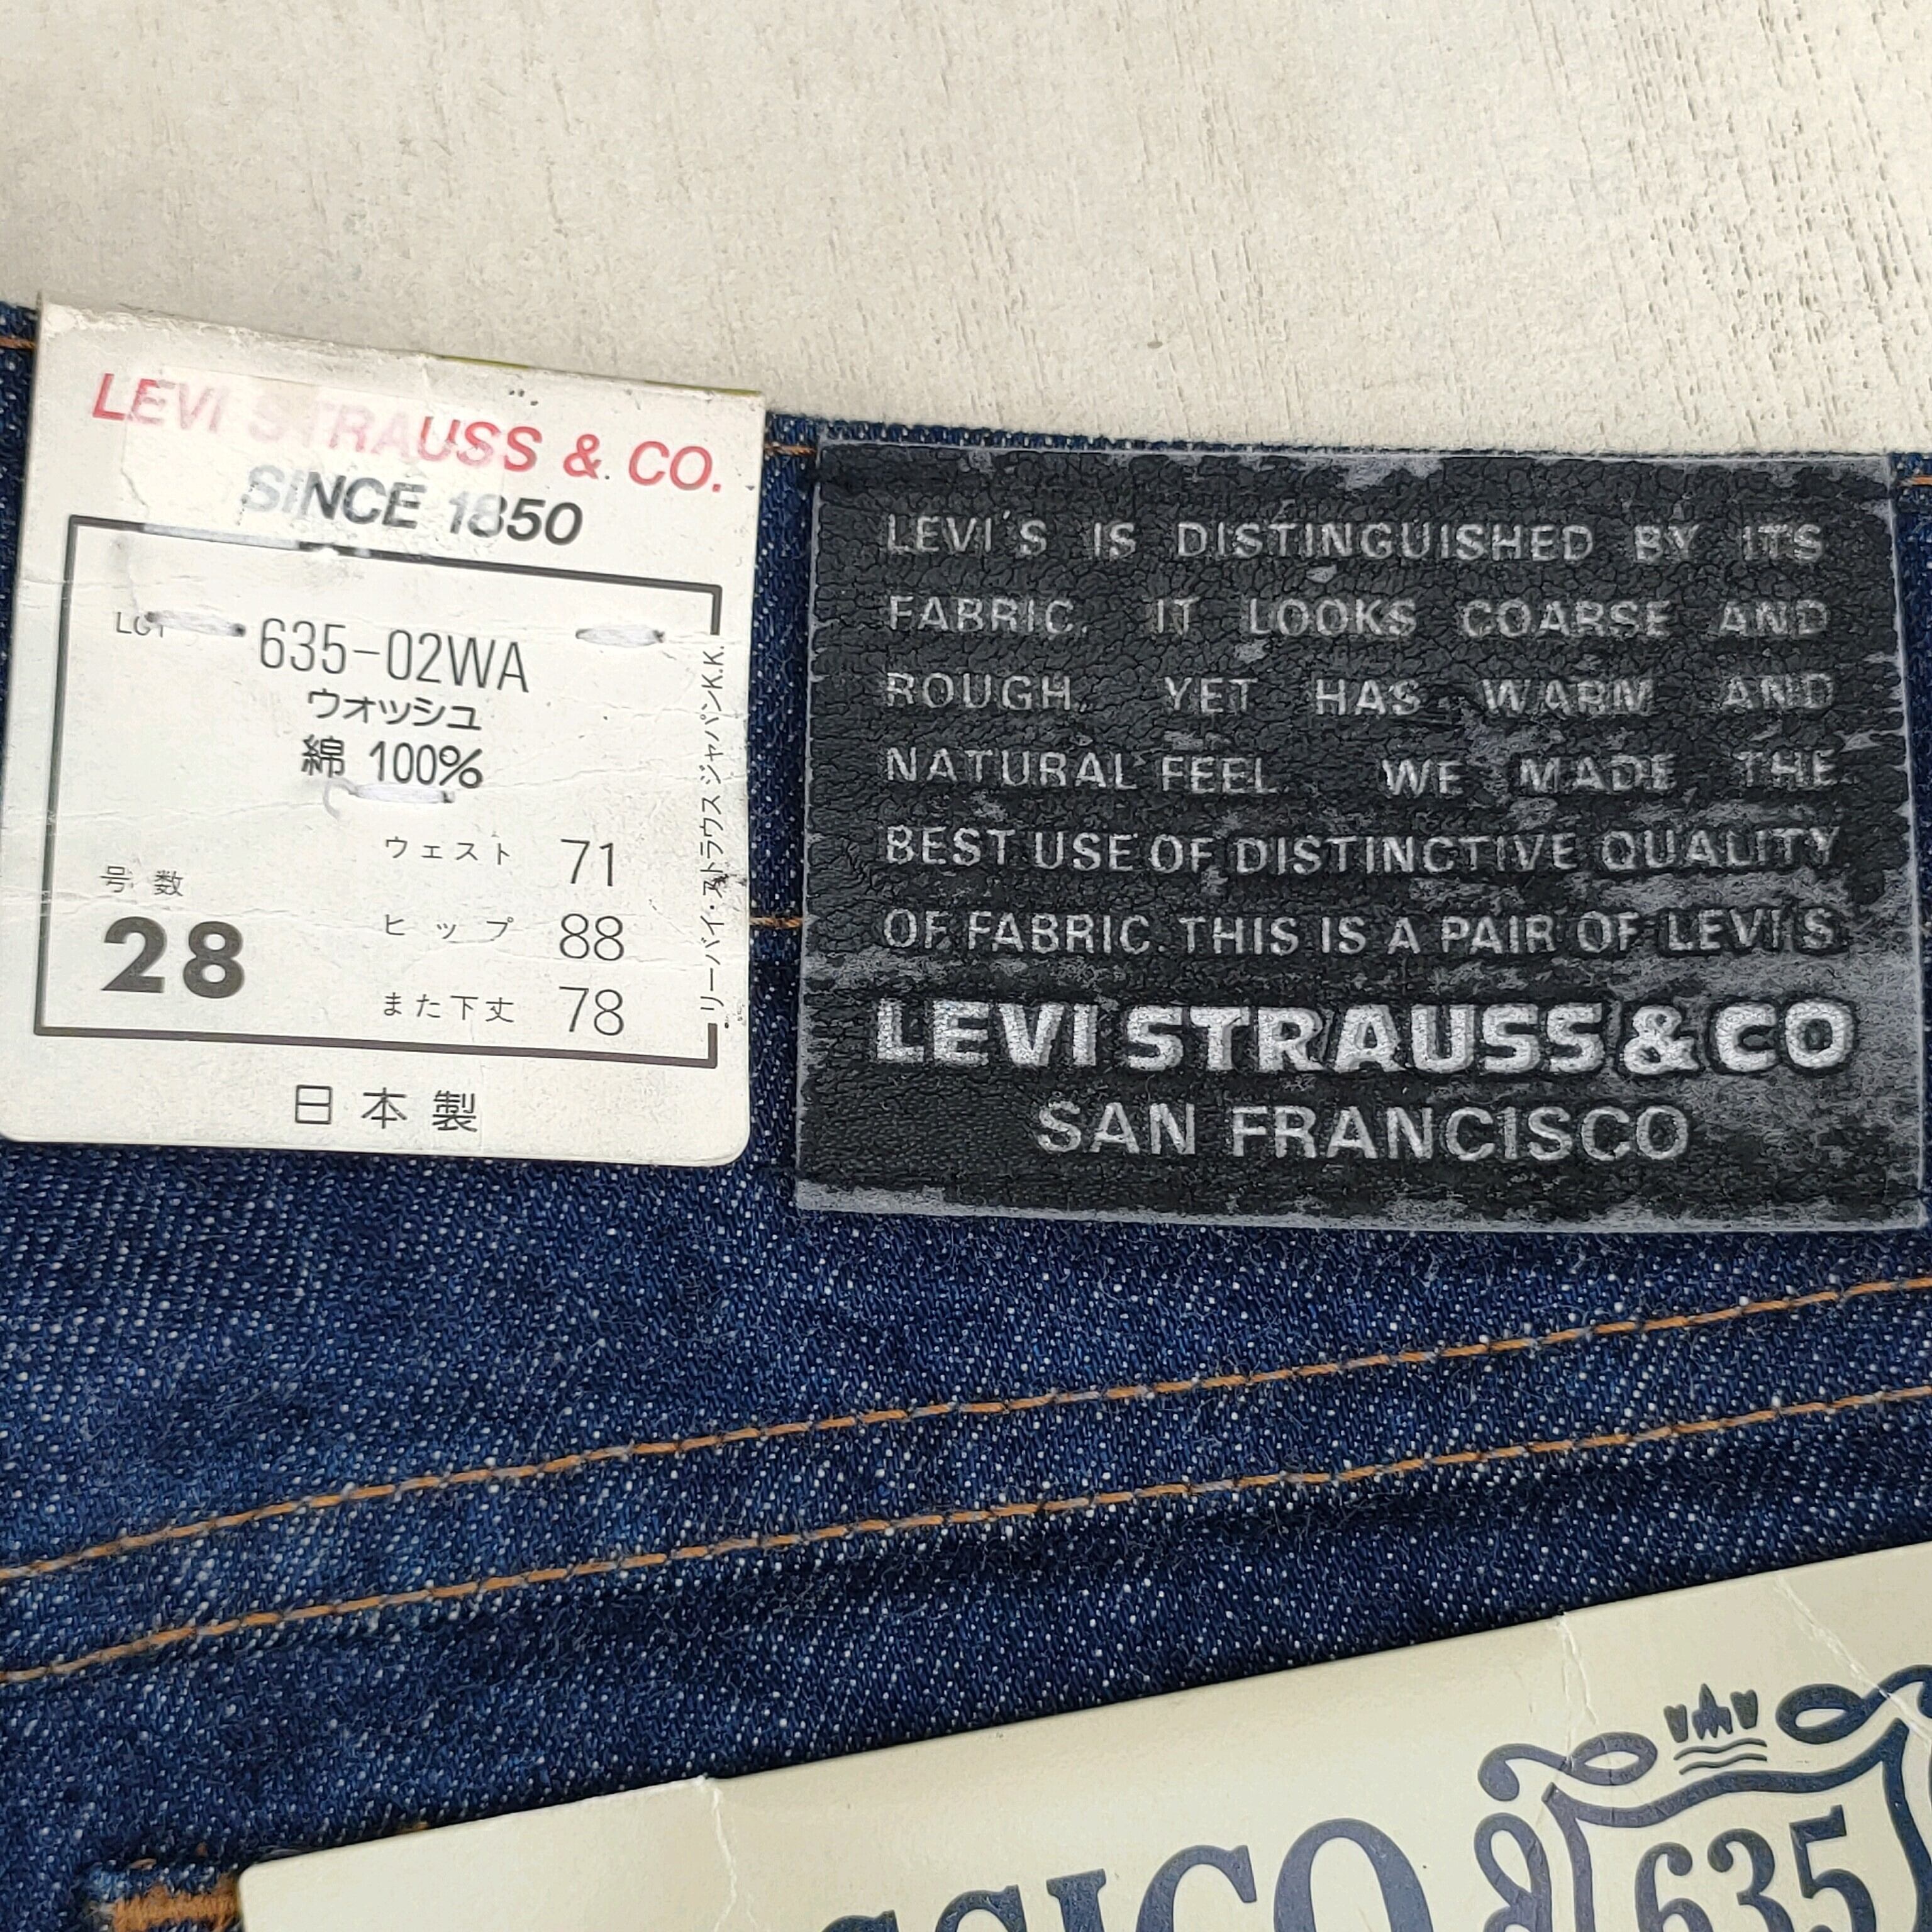 LEVI STRAUSS & CO.
SINCE 1850
LOT 635-02WA
ウォッシュ
綿 100%
号数
28
ウェスト 71
ヒップ 88
また下丈 78
リーバイ・ストラウス ジャパンK.K.
日本製
LEVI'S IS DISTINGUISHED BY ITS
FABRIC. IT LOOKS COARSE AND
ROUGH. YET HAS WARM AND
NATURAL FEEL. WE MADE THE
BEST USE OF DISTINCTIVE QUALITY
OF FABRIC. THIS IS A PAIR OF LEVI'S.
LEVI STRAUSS & CO
SAN FRANCISCO
SSICO
635